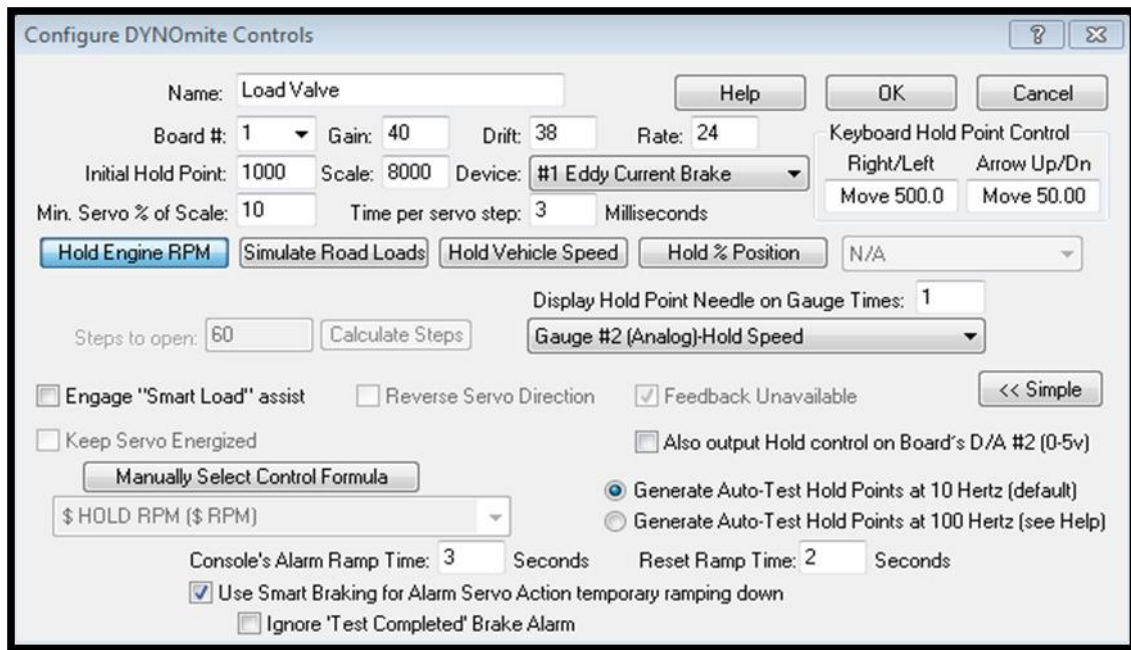 Configure DYNOmite Controls
Name: Load Valve Help OK Cancel
Board #: 1 Gain: 40 Drift: 38 Rate: 24 Keyboard Hold Point Control
Initial Hold Point: 1000 Scale: 8000 Device: #1 Eddy Current Brake Right/Left Arrow Up/Dn
Min. Servo % of Scale: 10 Time per servo step: 3 Milliseconds Move 500.0 Move 50.00
Hold Engine RPM Simulate Road Loads Hold Vehicle Speed Hold % Position N/A
Display Hold Point Needle on Gauge Times: 1
Steps to open: 60 Calculate Steps Gauge #2 (Analog)-Hold Speed
Engage "Smart Load" assist Reverse Servo Direction Feedback Unavailable << Simple
Keep Servo Energized Also output Hold control on Board's D/A #2 (0-5v)
Manually Select Control Formula
Generate Auto-Test Hold Points at 10 Hertz (default)
$ HOLD RPM ($ RPM)
Generate Auto-Test Hold Points at 100 Hertz (see Help)
Console's Alarm Ramp Time: 3 Seconds Reset Ramp Time: 2 Seconds
Use Smart Braking for Alarm Servo Action temporary ramping down
Ignore 'Test Completed' Brake Alarm